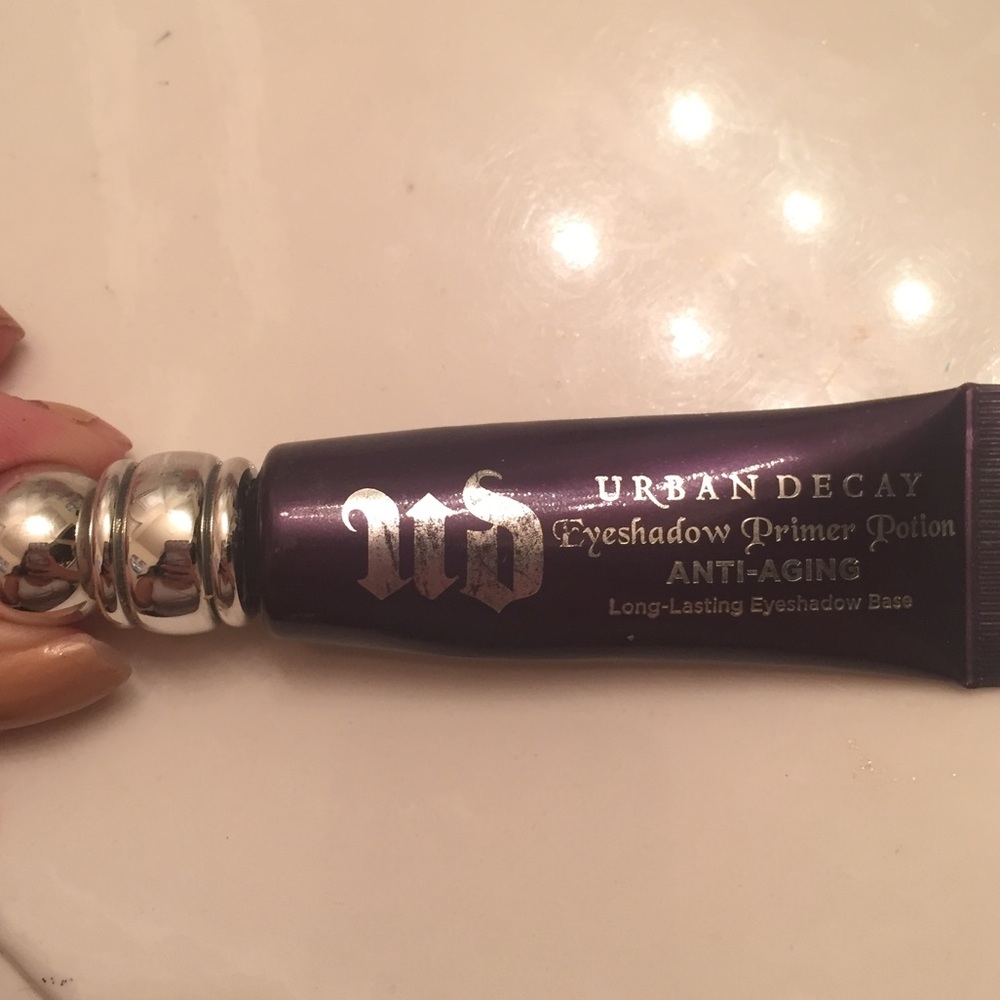 UD
URBAN DECAY
Eyeshadow Primer Potion
ANTI-AGING
Long-Lasting Eyeshadow Base